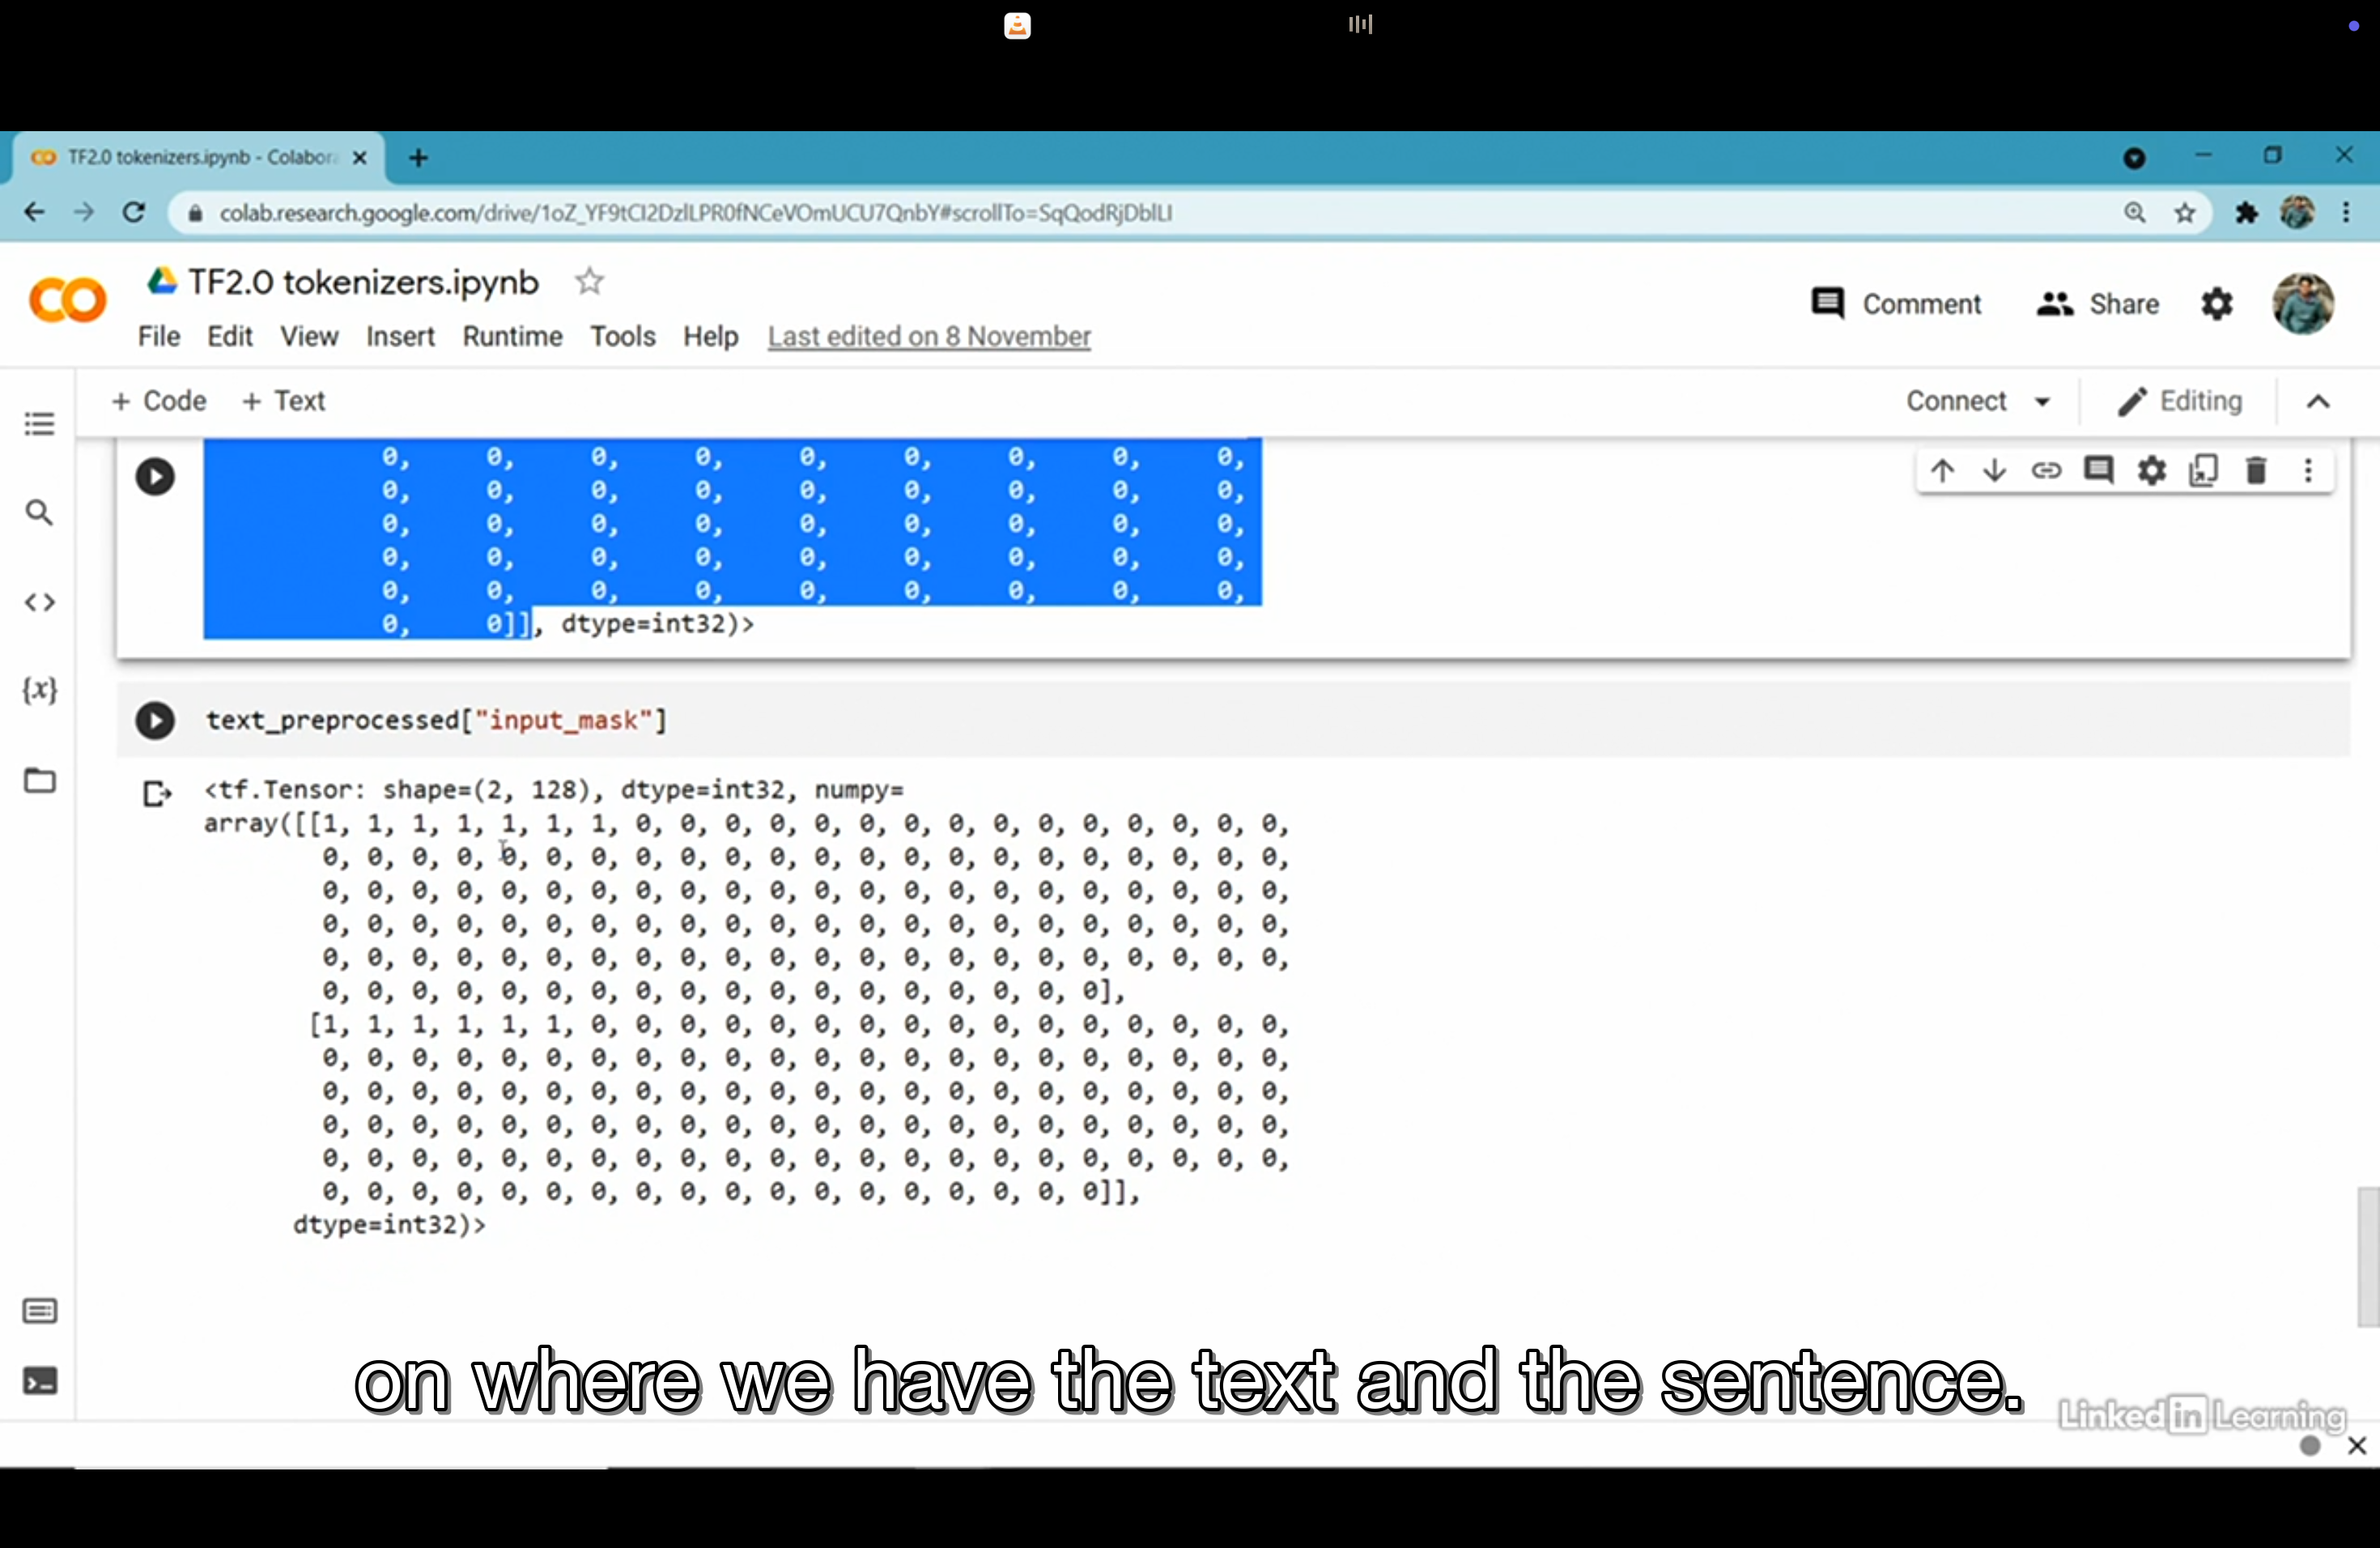 TF2.0 tokenizers.ipynb - Colabora
colab.research.google.com/drive/1oZ_YF9tCI2DzlLPR0fNCeVOmUCU7QnbY#scrollTo=SqQodRjDblLI
CO
TF2.0 tokenizers.ipynb
Comment
Share
File Edit View Insert Runtime Tools Help Last edited on 8 November
+ Code + Text
Connect
Editing
0, 0, 0, 0, 0, 0, 0, 0, 0,
0, 0, 0, 0, 0, 0, 0, 0, 0,
0, 0, 0, 0, 0, 0, 0, 0, 0,
0, 0, 0, 0, 0, 0, 0, 0, 0,
0, 0, 0, 0, 0, 0, 0, 0, 0,
0, 0]], dtype=int32)>
{x}
text_preprocessed["input_mask"]
<tf.Tensor: shape=(2, 128), dtype=int32, numpy=
array([[1, 1, 1, 1, 1, 1, 1, 0, 0, 0, 0, 0, 0, 0, 0, 0, 0, 0, 0, 0, 0, 0,
0, 0, 0, 0, 0, 0, 0, 0, 0, 0, 0, 0, 0, 0, 0, 0, 0, 0, 0, 0, 0, 0,
0, 0, 0, 0, 0, 0, 0, 0, 0, 0, 0, 0, 0, 0, 0, 0, 0, 0, 0, 0, 0, 0,
0, 0, 0, 0, 0, 0, 0, 0, 0, 0, 0, 0, 0, 0, 0, 0, 0, 0, 0, 0, 0, 0,
0, 0, 0, 0, 0, 0, 0, 0, 0, 0, 0, 0, 0, 0, 0, 0, 0, 0, 0, 0, 0, 0,
0, 0, 0, 0, 0, 0, 0, 0, 0, 0, 0, 0, 0, 0, 0, 0, 0, 0],
[1, 1, 1, 1, 1, 1, 0, 0, 0, 0, 0, 0, 0, 0, 0, 0, 0, 0, 0, 0, 0, 0,
0, 0, 0, 0, 0, 0, 0, 0, 0, 0, 0, 0, 0, 0, 0, 0, 0, 0, 0, 0, 0, 0,
0, 0, 0, 0, 0, 0, 0, 0, 0, 0, 0, 0, 0, 0, 0, 0, 0, 0, 0, 0, 0, 0,
0, 0, 0, 0, 0, 0, 0, 0, 0, 0, 0, 0, 0, 0, 0, 0, 0, 0, 0, 0, 0, 0,
0, 0, 0, 0, 0, 0, 0, 0, 0, 0, 0, 0, 0, 0, 0, 0, 0, 0, 0, 0, 0, 0,
0, 0, 0, 0, 0, 0, 0, 0, 0, 0, 0, 0, 0, 0, 0, 0, 0, 0]],
dtype=int32)>
on where we have the text and the sentence.
Linked in Learning